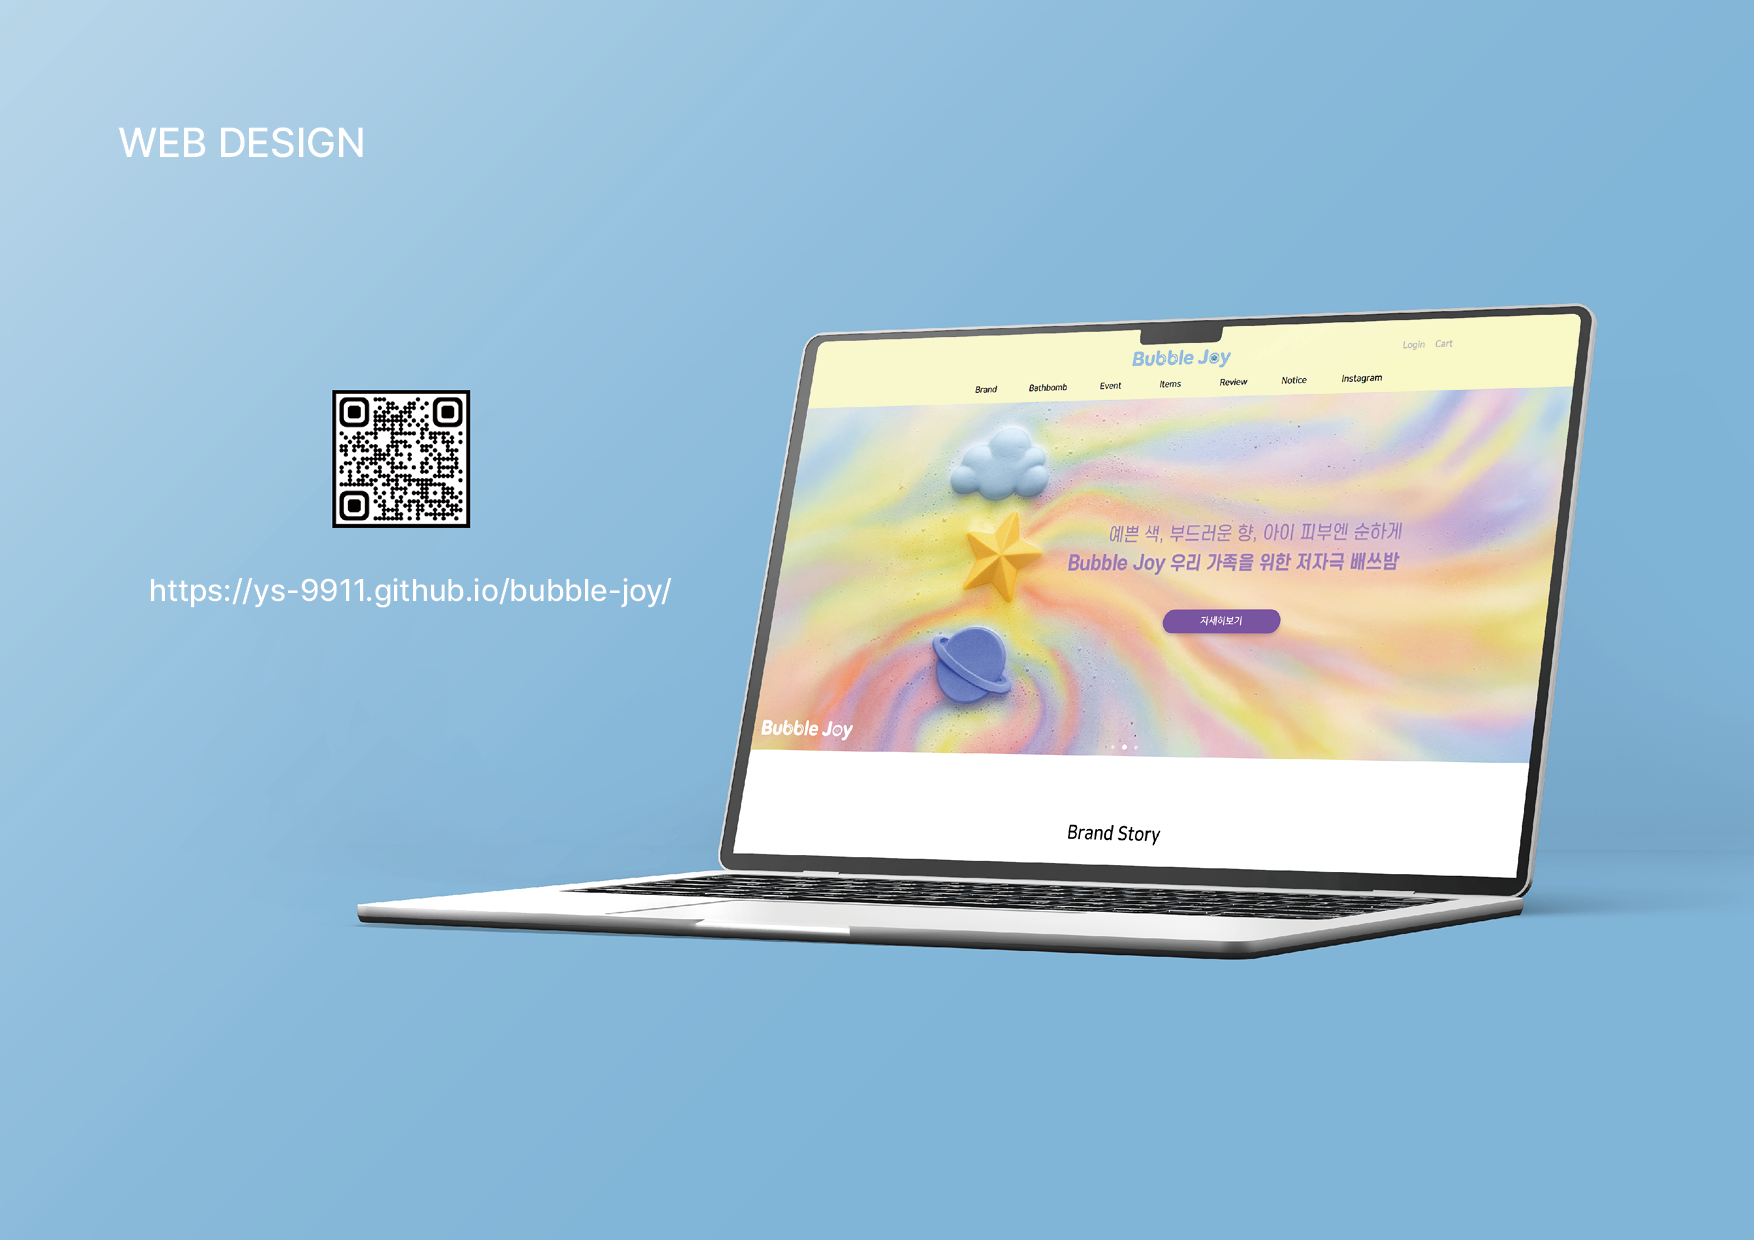 WEB DESIGN
https://ys-9911.github.io/bubble-joy/
Bubble Joy
Login Cart
Brand Bathbomb Event Items Review Notice Instagram
예쁜 색, 부드러운 향, 아이 피부엔 순하게
Bubble Joy 우리 가족을 위한 저자극 배쓰밤
자세히보기
Bubble Joy
Brand Story